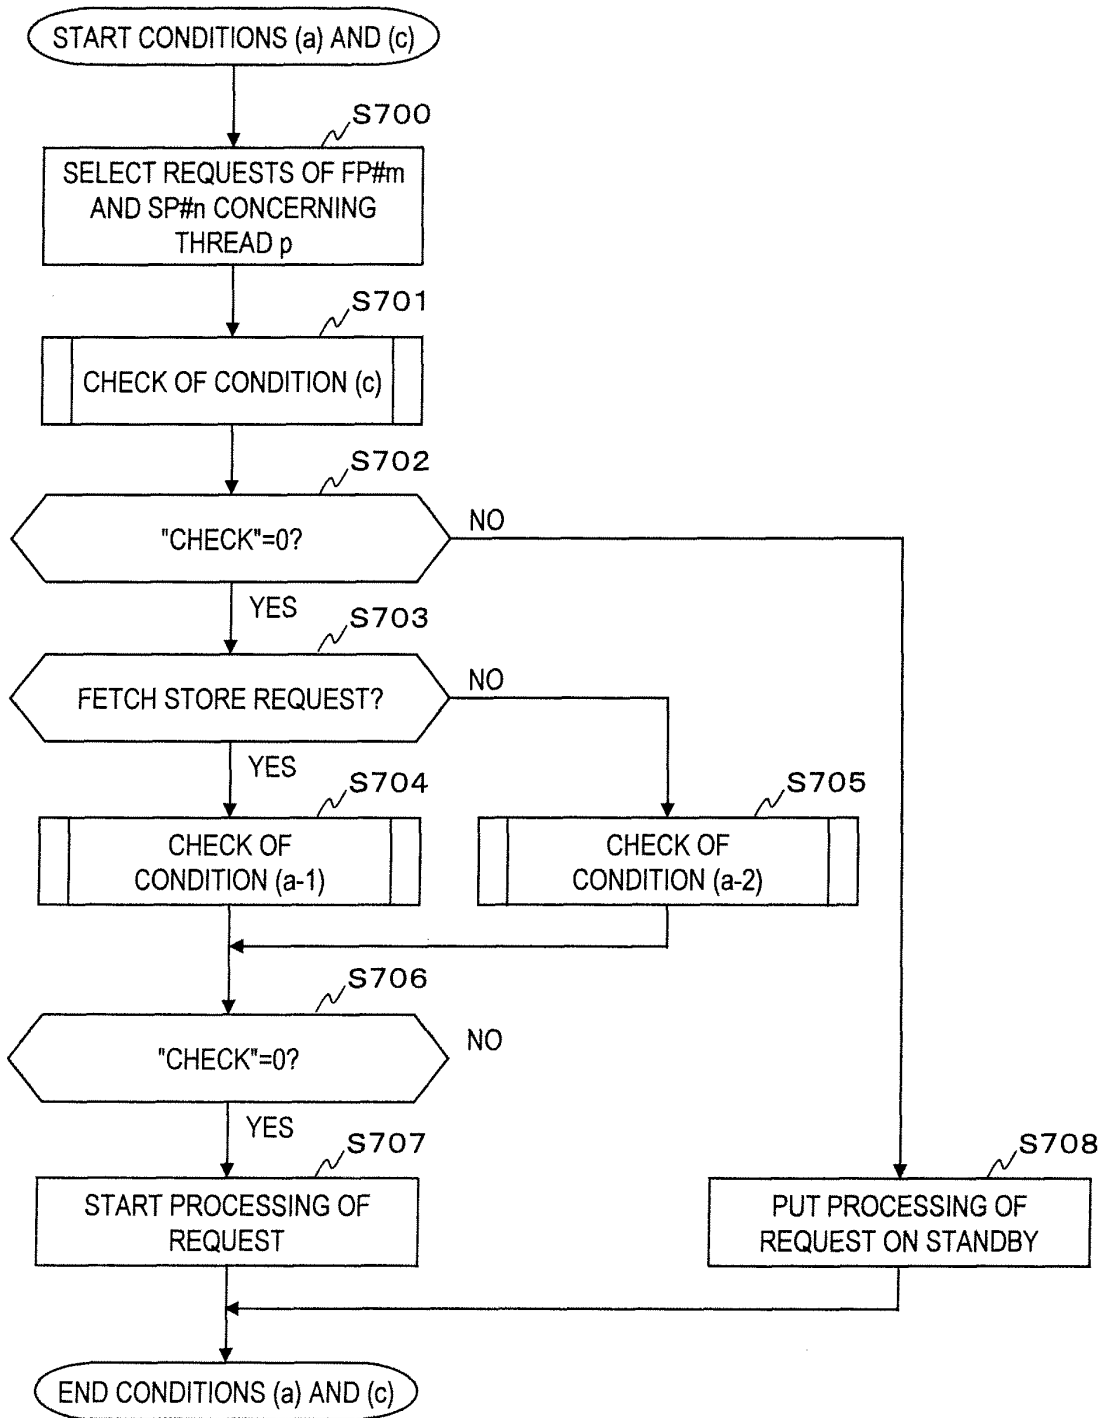 START CONDITIONS (a) AND (c)
S700
SELECT REQUESTS OF FP#m
AND SP#n CONCERNING
THREAD p
S701
CHECK OF CONDITION (c)
S702
"CHECK"=0?
NO
YES
S703
FETCH STORE REQUEST?
NO
YES
S704
CHECK OF
CONDITION (a-1)
S705
CHECK OF
CONDITION (a-2)
S706
"CHECK"=0?
NO
YES
S707
START PROCESSING OF
REQUEST
S708
PUT PROCESSING OF
REQUEST ON STANDBY
END CONDITIONS (a) AND (c)